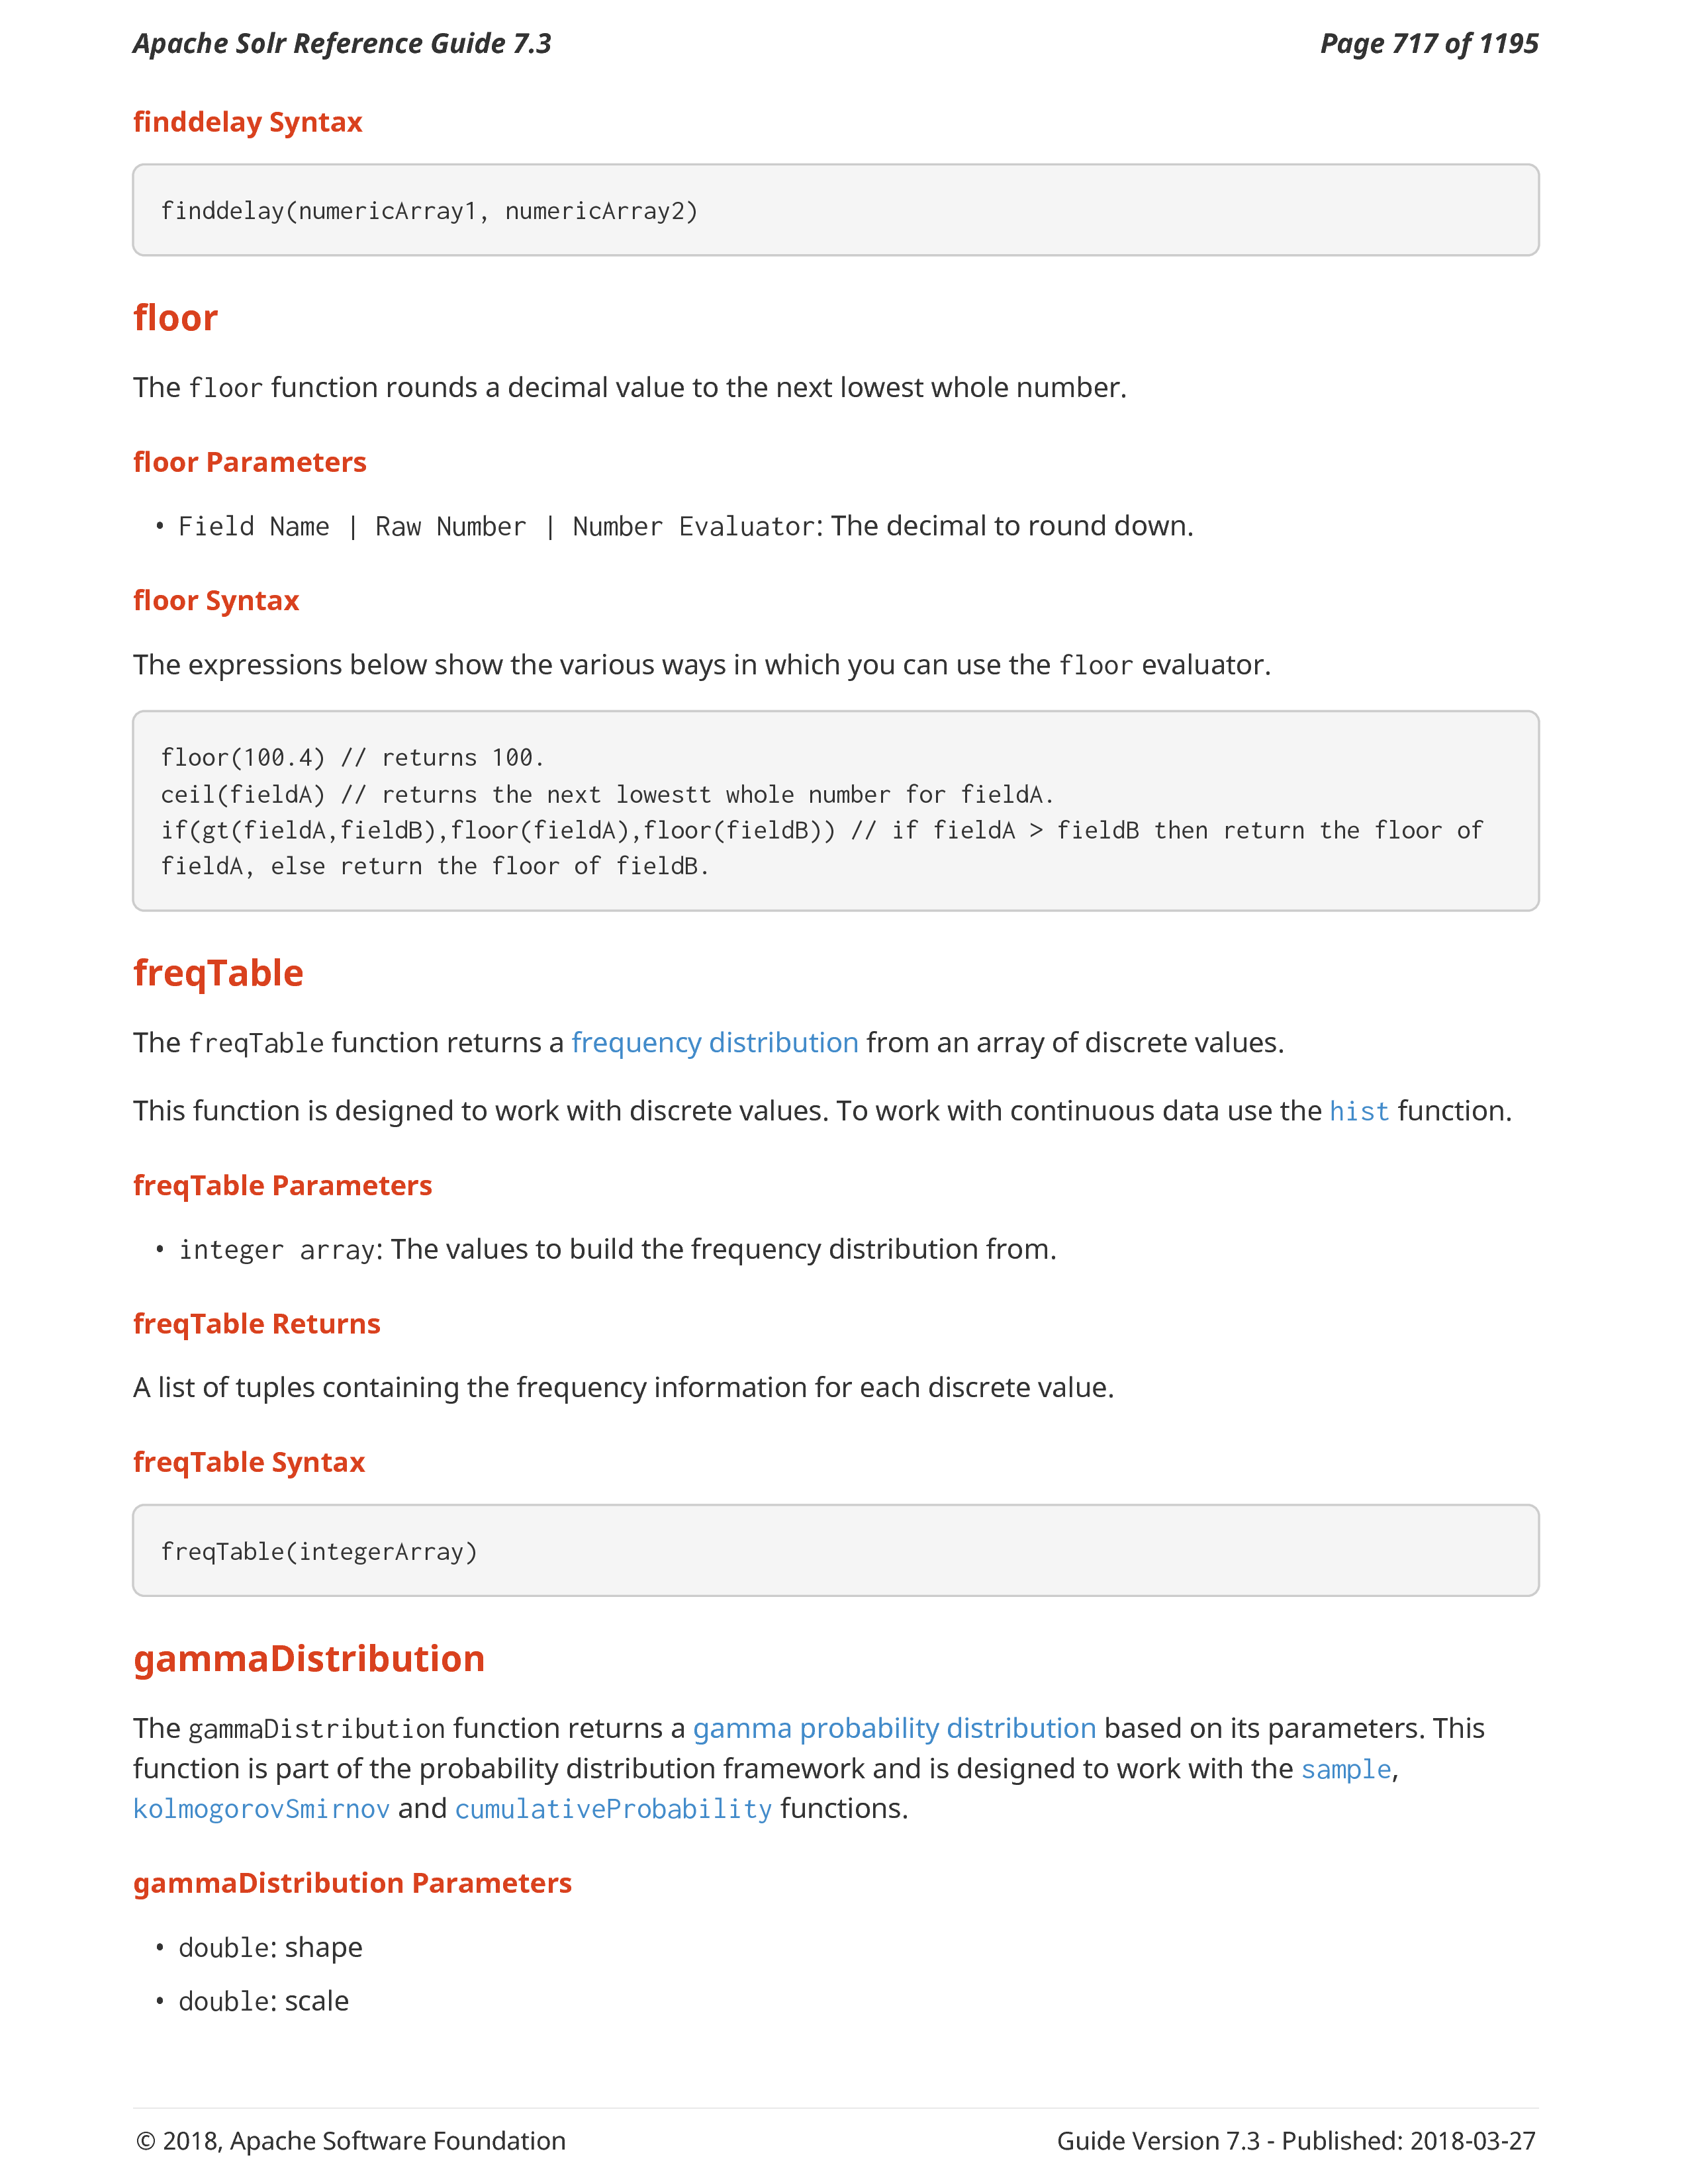 Apache Solr Reference Guide 7.3
Page 717 of 1195
finddelay Syntax
finddelay(numericArray1, numericArray2)
floor
The floor function rounds a decimal value to the next lowest whole number.
floor Parameters
• Field Name | Raw Number | Number Evaluator: The decimal to round down.
floor Syntax
The expressions below show the various ways in which you can use the floor evaluator.
floor(100.4) // returns 100.
ceil(fieldA) // returns the next lowestt whole number for fieldA.
if(gt(fieldA,fieldB),floor(fieldA),floor(fieldB)) // if fieldA > fieldB then return the floor of
fieldA, else return the floor of fieldB.
freqTable
The freqTable function returns a frequency distribution from an array of discrete values.
This function is designed to work with discrete values. To work with continuous data use the hist function.
freqTable Parameters
• integer array: The values to build the frequency distribution from.
freqTable Returns
A list of tuples containing the frequency information for each discrete value.
freqTable Syntax
freqTable(integerArray)
gammaDistribution
The gammaDistribution function returns a gamma probability distribution based on its parameters. This
function is part of the probability distribution framework and is designed to work with the sample,
kolmogorovSmirnov and cumulativeProbability functions.
gammaDistribution Parameters
• double: shape
• double: scale
© 2018, Apache Software Foundation
Guide Version 7.3 - Published: 2018-03-27